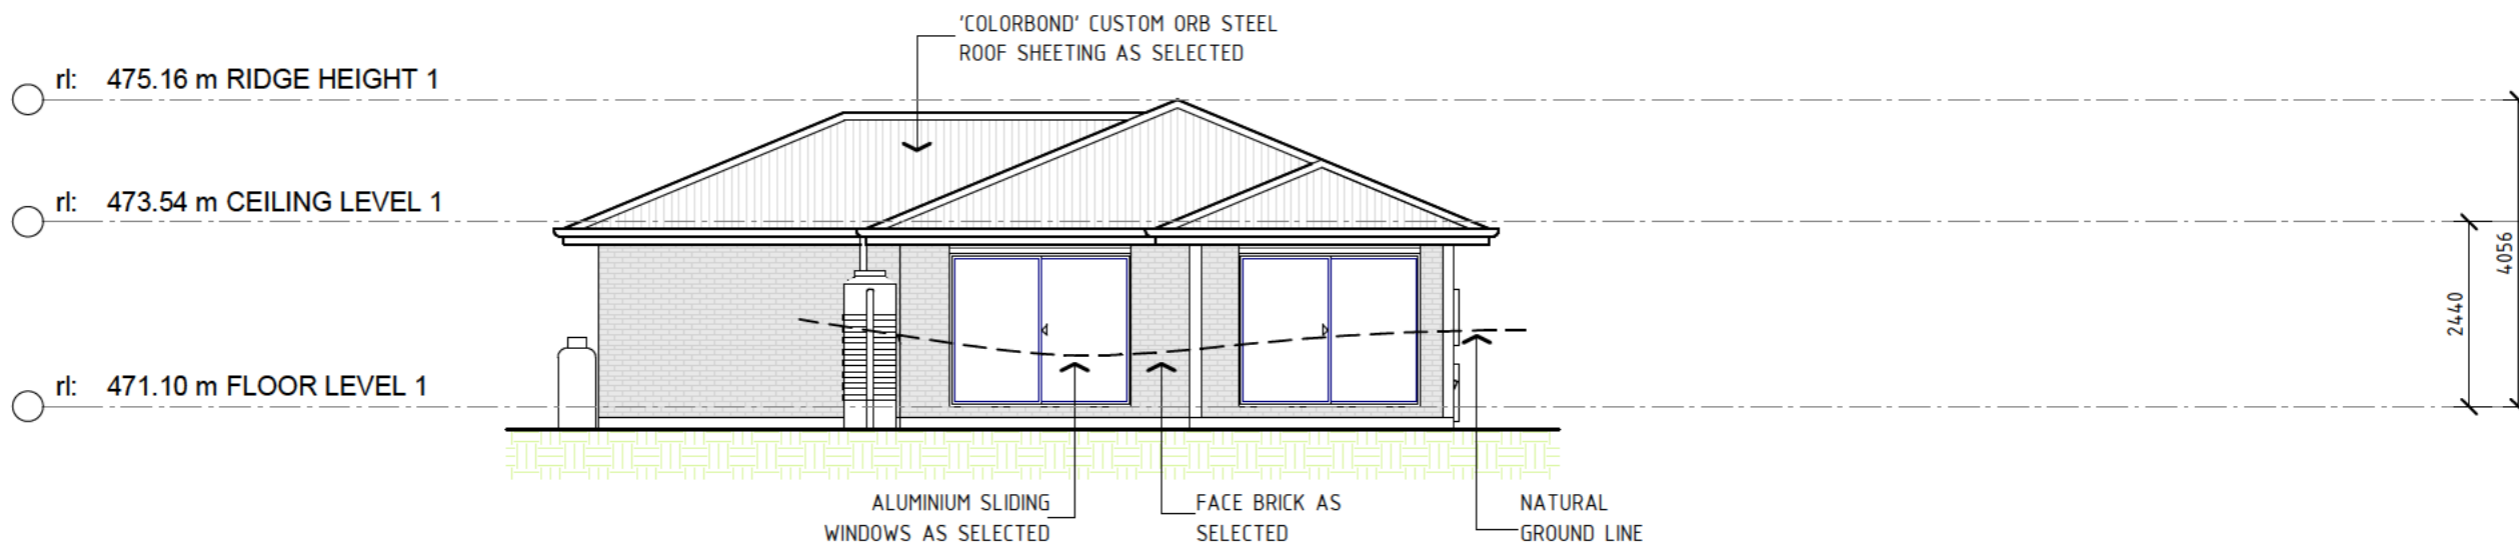 'COLORBOND' CUSTOM ORB STEEL
ROOF SHEETING AS SELECTED
rl: 475.16 m RIDGE HEIGHT 1
rl: 473.54 m CEILING LEVEL 1
4056
2440
rl: 471.10 m FLOOR LEVEL 1
ALUMINIUM SLIDING
WINDOWS AS SELECTED
FACE BRICK AS
SELECTED
NATURAL
GROUND LINE